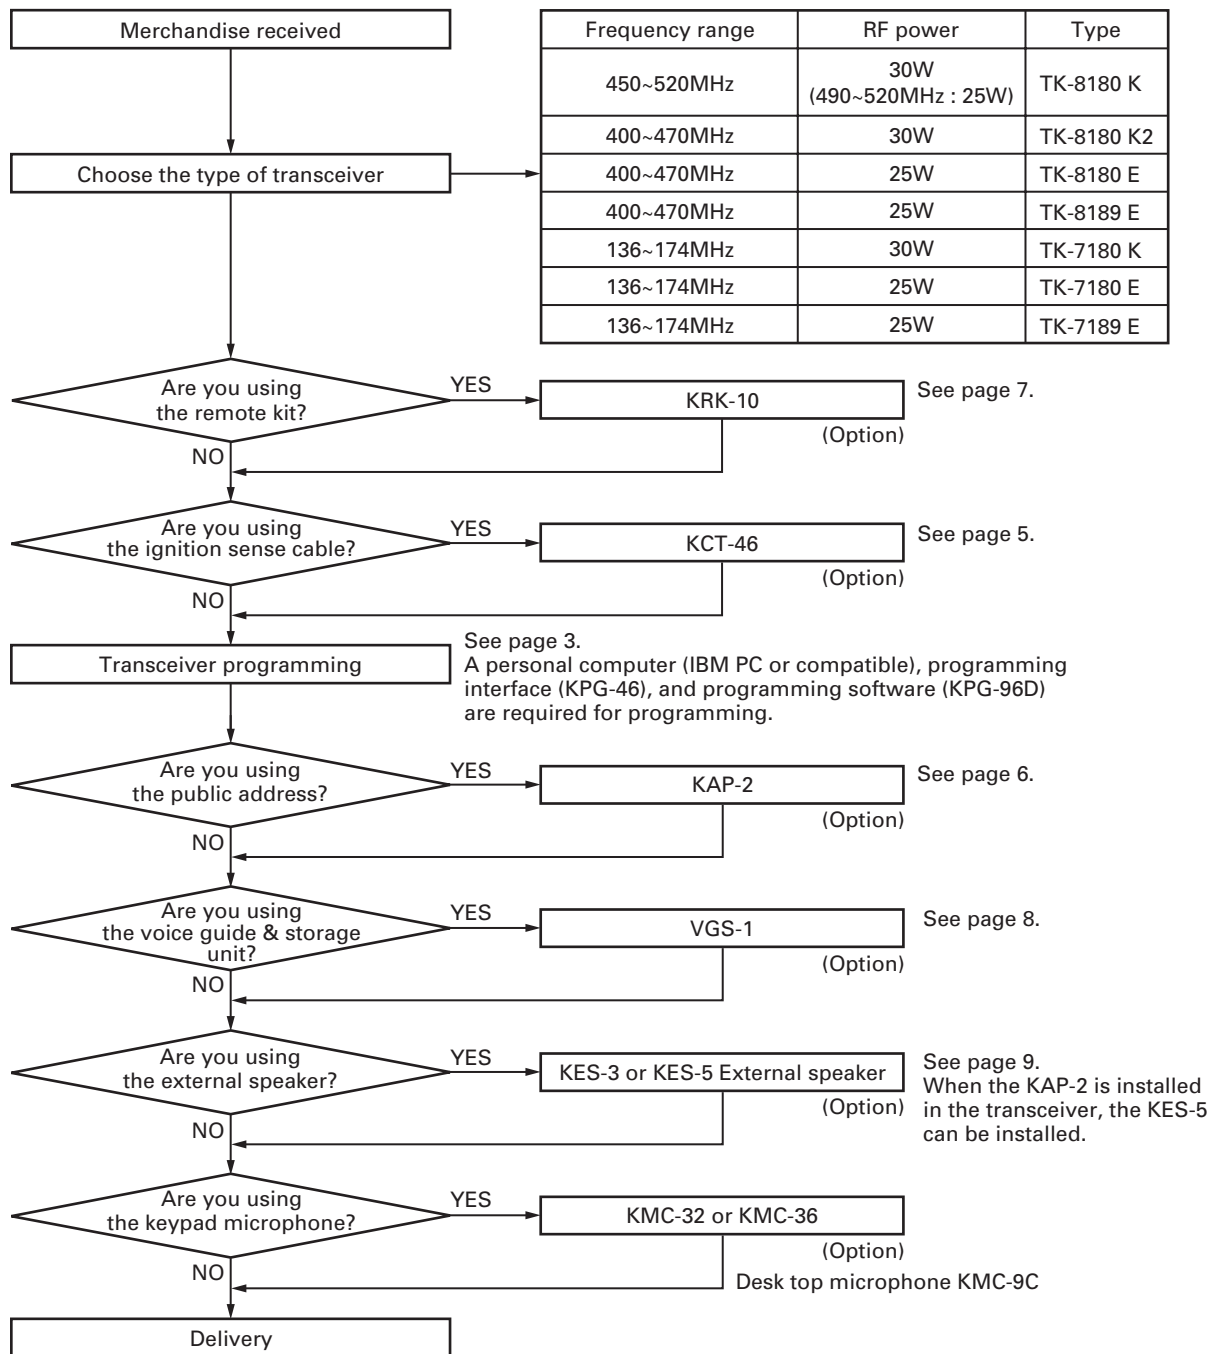 Merchandise received
Frequency range RF power Type
450~520MHz 30W (490~520MHz : 25W) TK-8180 K
400~470MHz 30W TK-8180 K2
Choose the type of transceiver
400~470MHz 25W TK-8180 E
400~470MHz 25W TK-8189 E
136~174MHz 30W TK-7180 K
136~174MHz 25W TK-7180 E
136~174MHz 25W TK-7189 E
Are you using
the remote kit?
YES
KRK-10
See page 7.
(Option)
NO
Are you using
the ignition sense cable?
YES
KCT-46
See page 5.
(Option)
NO
Transceiver programming
See page 3.
A personal computer (IBM PC or compatible), programming
interface (KPG-46), and programming software (KPG-96D)
are required for programming.
Are you using
the public address?
YES
KAP-2
See page 6.
(Option)
NO
Are you using
the voice guide & storage
unit?
YES
VGS-1
See page 8.
(Option)
NO
Are you using
the external speaker?
YES
KES-3 or KES-5 External speaker
(Option)
See page 9.
When the KAP-2 is installed
in the transceiver, the KES-5
can be installed.
NO
Are you using
the keypad microphone?
YES
KMC-32 or KMC-36
(Option)
Desk top microphone KMC-9C
NO
Delivery